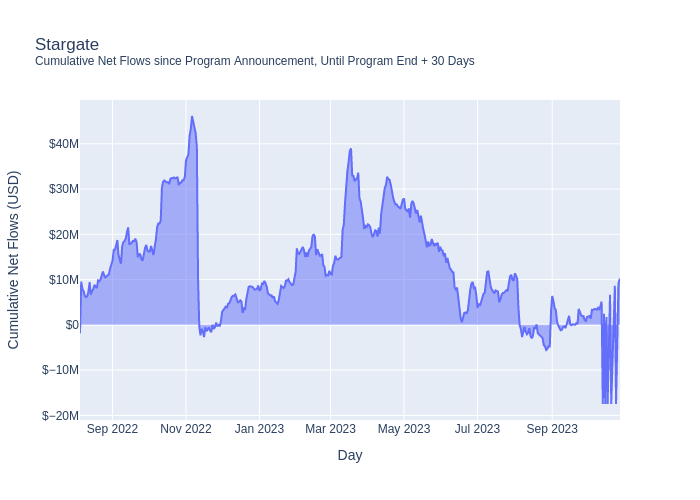 Stargate
Cumulative Net Flows since Program Announcement, Until Program End + 30 Days
Cumulative Net Flows (USD)
$40M
$30M
$20M
$10M
$0
$−10M
$−20M
Sep 2022 Nov 2022 Jan 2023 Mar 2023 May 2023 Jul 2023 Sep 2023
Day